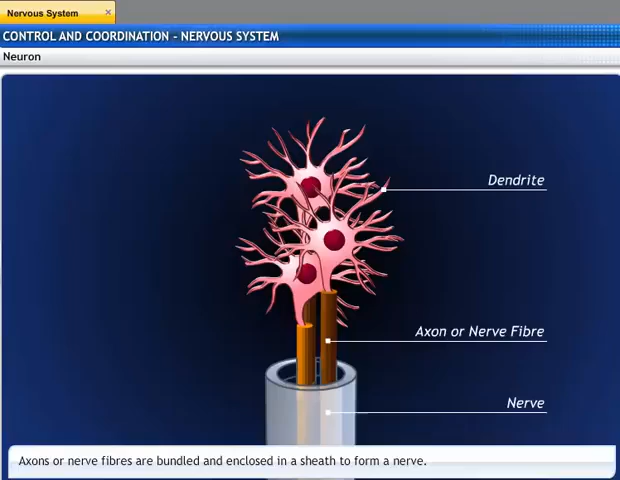 Nervous System
CONTROL AND COORDINATION - NERVOUS SYSTEM
Neuron
Dendrite
Axon or Nerve Fibre
Nerve
Axons or nerve fibres are bundled and enclosed in a sheath to form a nerve.